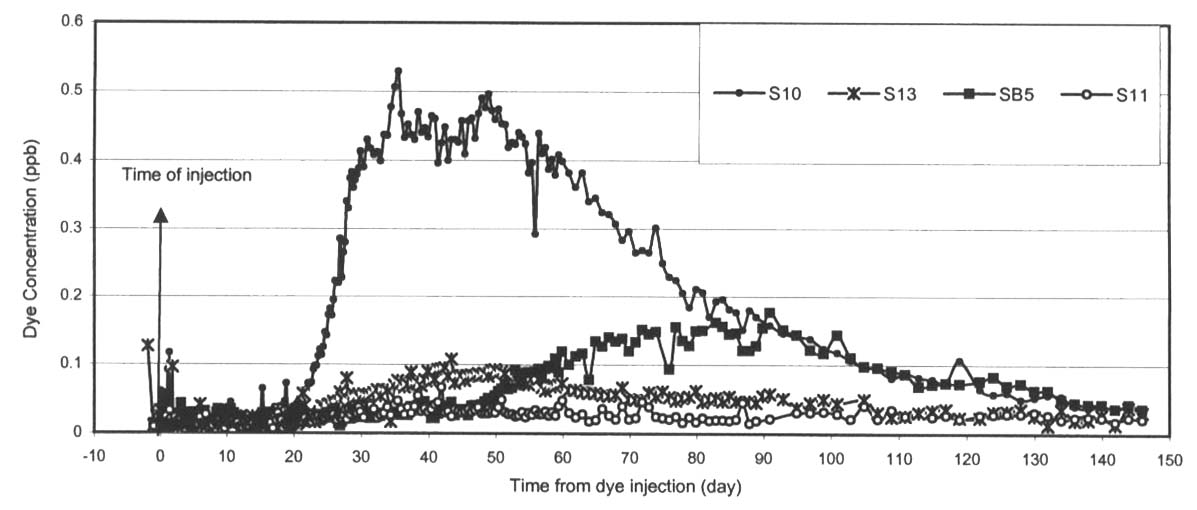 0.6
0.5
0.4
0.3
0.2
0.1
0
Dye Concentration (ppb)
Time of injection
S10 S13 SB5 S11
-10 0 10 20 30 40 50 60 70 80 90 100 110 120 130 140 150
Time from dye injection (day)